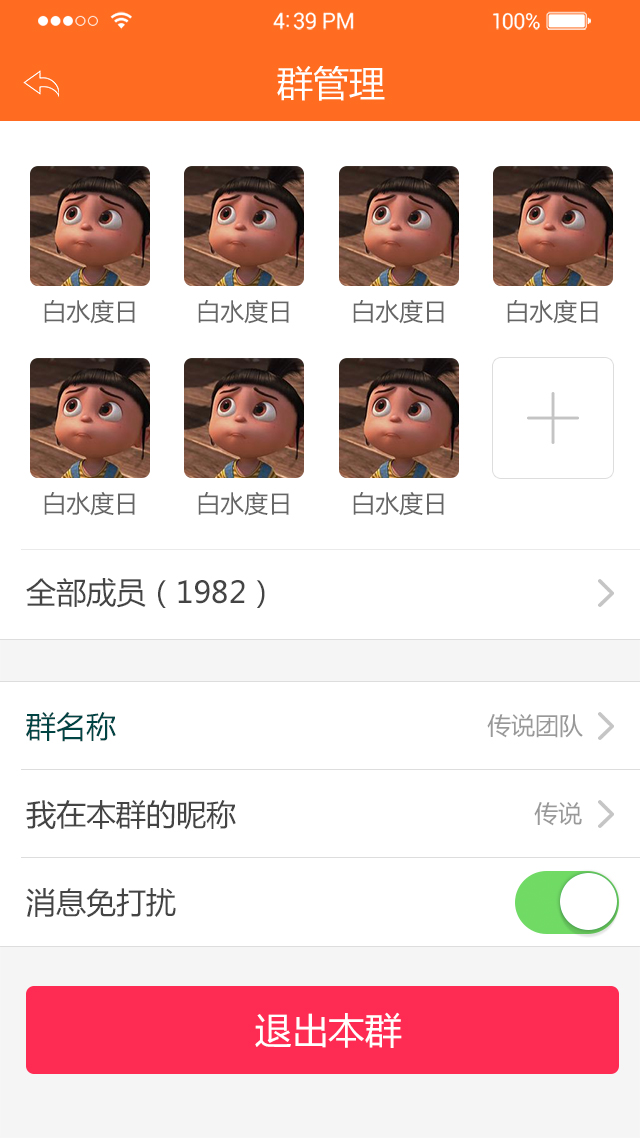 4:39 PM 100%
群管理
白水度日 白水度日 白水度日 白水度日
白水度日 白水度日 白水度日
全部成员（1982）
群名称 传说团队
我在本群的昵称 传说
消息免打扰
退出本群